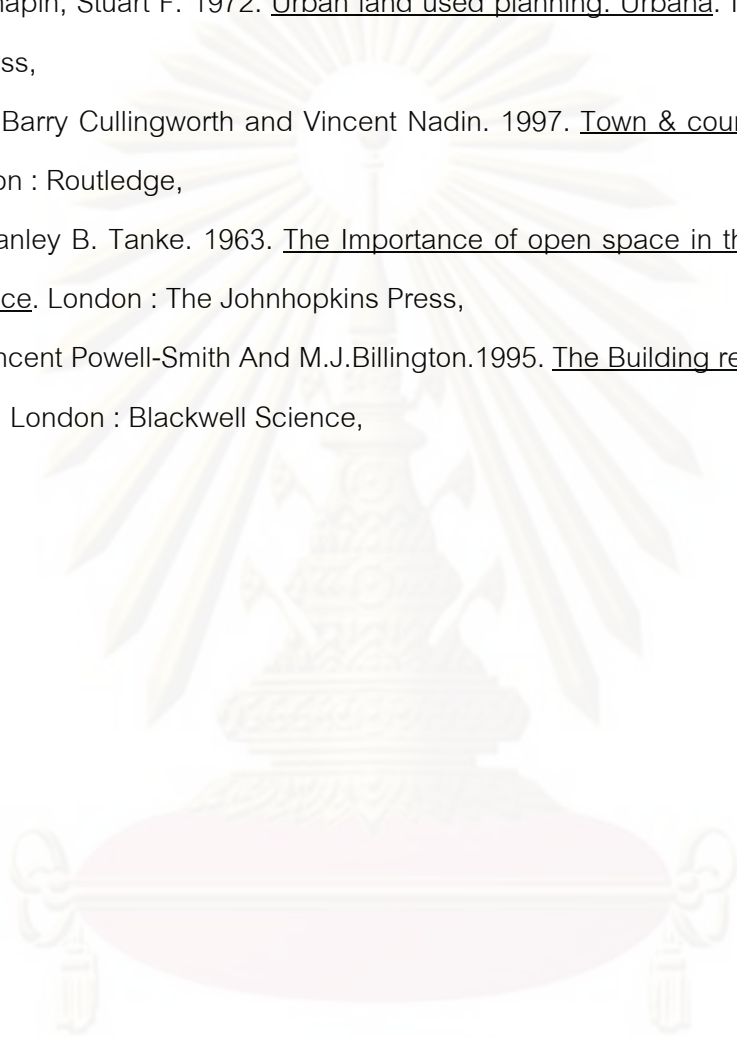 hapin, Stuart F. 1972. Urban land used planning. Urbana.
ss,
Barry Cullingworth and Vincent Nadin. 1997. Town & cour
on : Routledge,
anley B. Tanke. 1963. The Importance of open space in th
ce. London : The Johnhopkins Press,
ncent Powell-Smith And M.J.Billington.1995. The Building re
London : Blackwell Science,